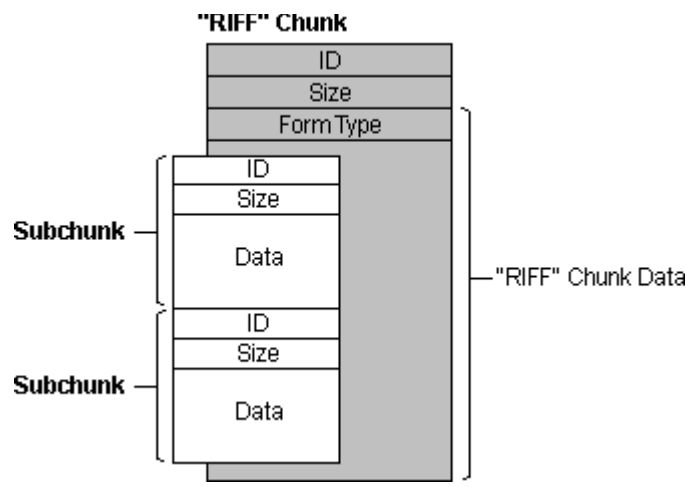 "RIFF" Chunk
ID
Size
Form Type
ID
Size
Subchunk
Data
"RIFF" Chunk Data
ID
Size
Subchunk
Data